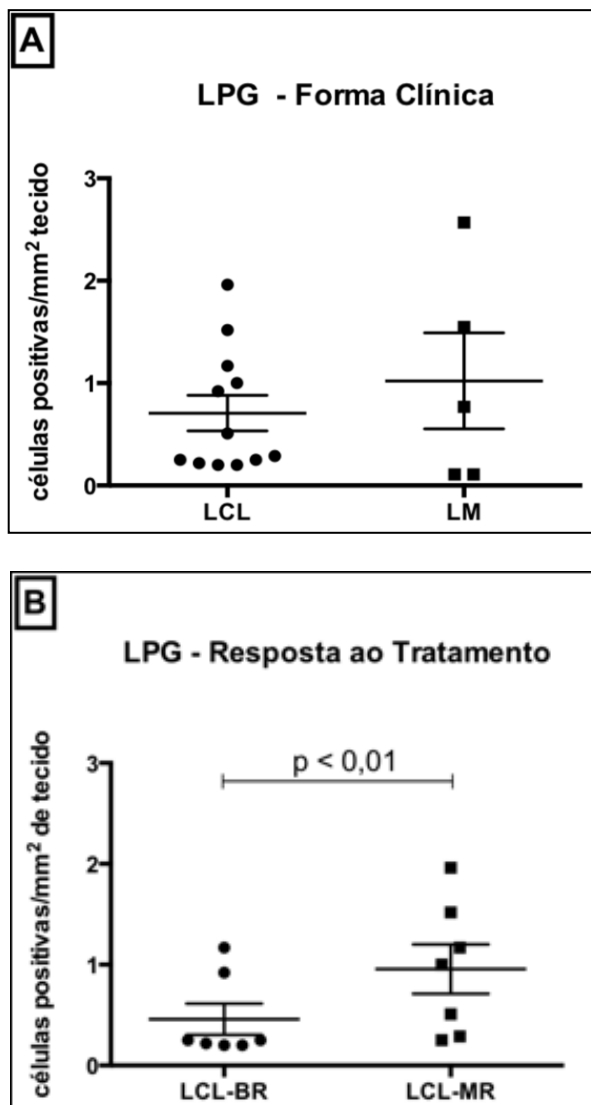 A
LPG - Forma Clínica
células positivas/mm² tecido
3
2
1
0
LCL
LM
B
LPG - Resposta ao Tratamento
p < 0,01
células positivas/mm² de tecido
3
2
1
0
LCL-BR
LCL-MR